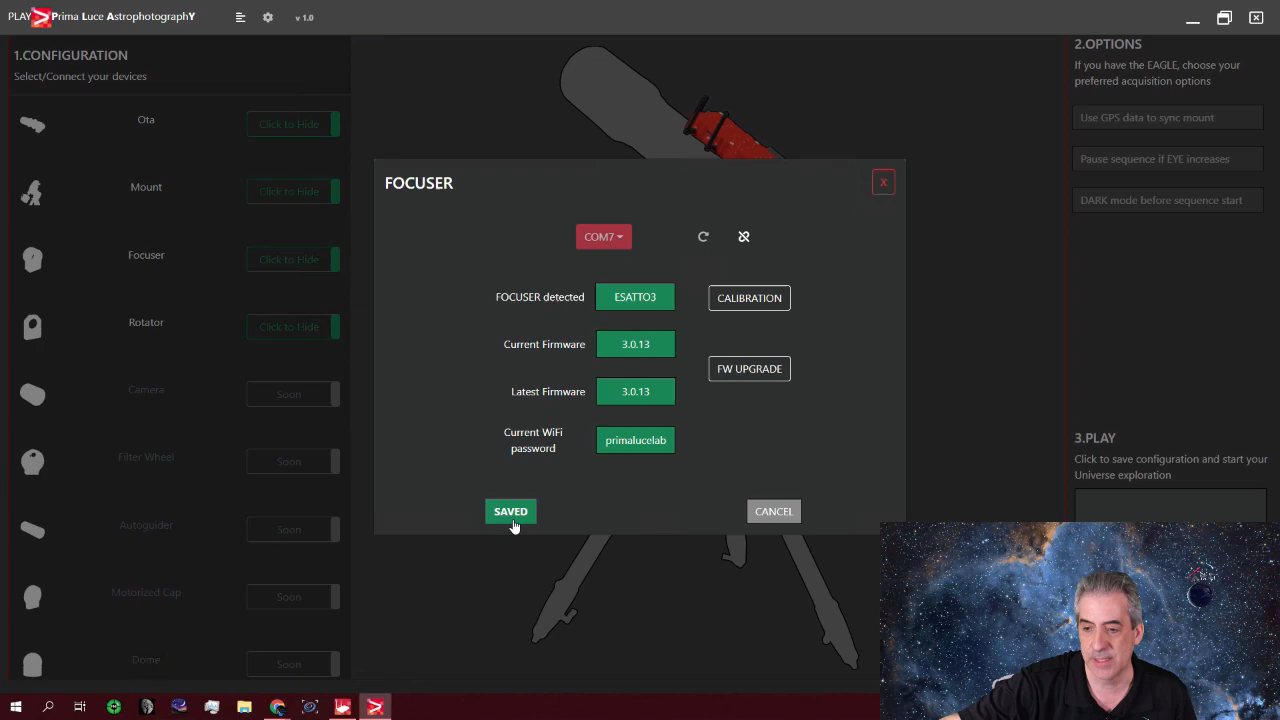 PLAY Prima Luce AstrophotographY
v 1.0
1.CONFIGURATION
Select/Connect your devices
Ota
Click to Hide
Mount
Click to Hide
Focuser
Click to Hide
Rotator
Click to Hide
Camera
Soon
Filter Wheel
Soon
Autoguider
Soon
Motorized Cap
Soon
Dome
Soon
FOCUSER
X
COM7
FOCUSER detected
ESATTO3
CALIBRATION
Current Firmware
3.0.13
FW UPGRADE
Latest Firmware
3.0.13
Current WiFi
password
primalucelab
SAVED
CANCEL
2.OPTIONS
If you have the EAGLE, choose your
preferred acquisition options
Use GPS data to sync mount
Pause sequence if EYE increases
DARK mode before sequence start
3.PLAY
Click to save configuration and start your
Universe exploration